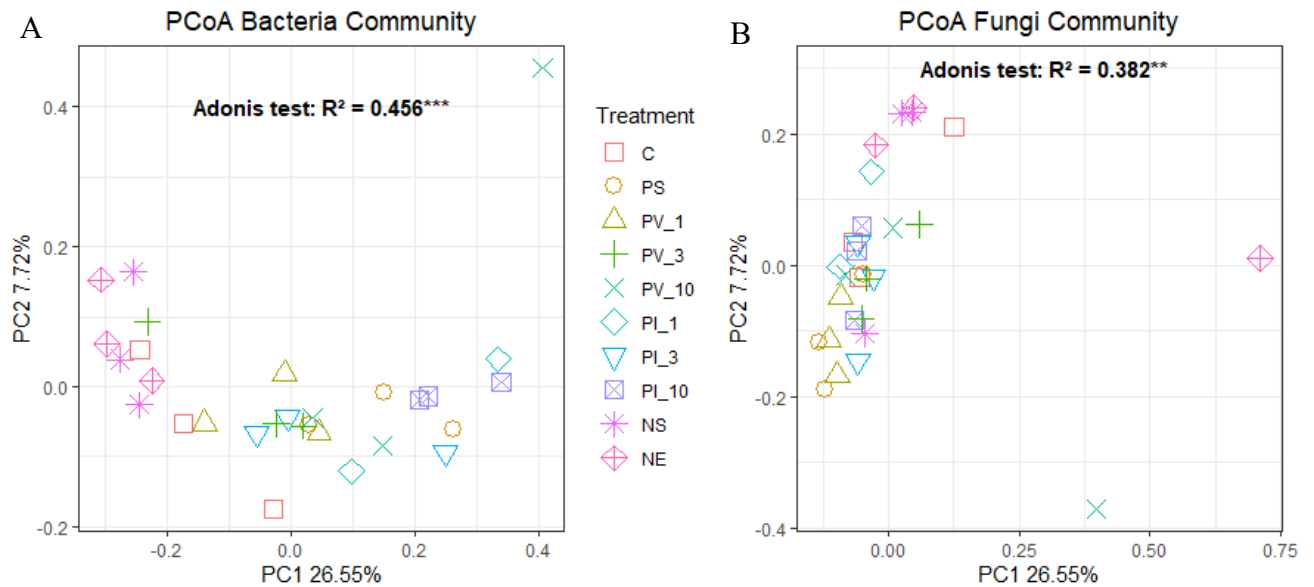 A
PCoA Bacteria Community
Adonis test: R² = 0.456***
0.4
0.2
0.0
-0.2
PC2 7.72%
-0.2
0.0
0.2
0.4
PC1 26.55%
Treatment
C
PS
PV_1
PV_3
PV_10
PI_1
PI_3
PI_10
NS
NE
B
PCoA Fungi Community
Adonis test: R² = 0.382**
0.2
0.0
-0.2
-0.4
PC2 7.72%
0.00
0.25
0.50
0.75
PC1 26.55%